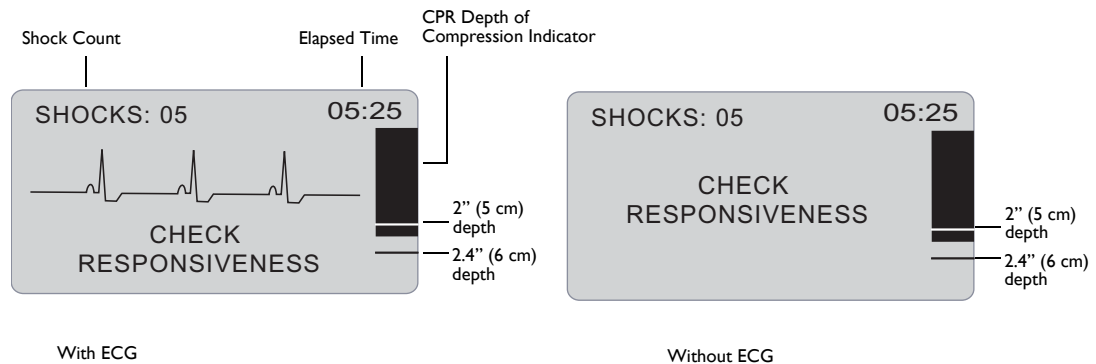 CPR Depth of
Compression Indicator
Shock Count
Elapsed Time
SHOCKS: 05
05:25
CHECK
RESPONSIVENESS
2” (5 cm)
depth
2.4” (6 cm)
depth
With ECG
SHOCKS: 05
05:25
CHECK
RESPONSIVENESS
2” (5 cm)
depth
2.4” (6 cm)
depth
Without ECG